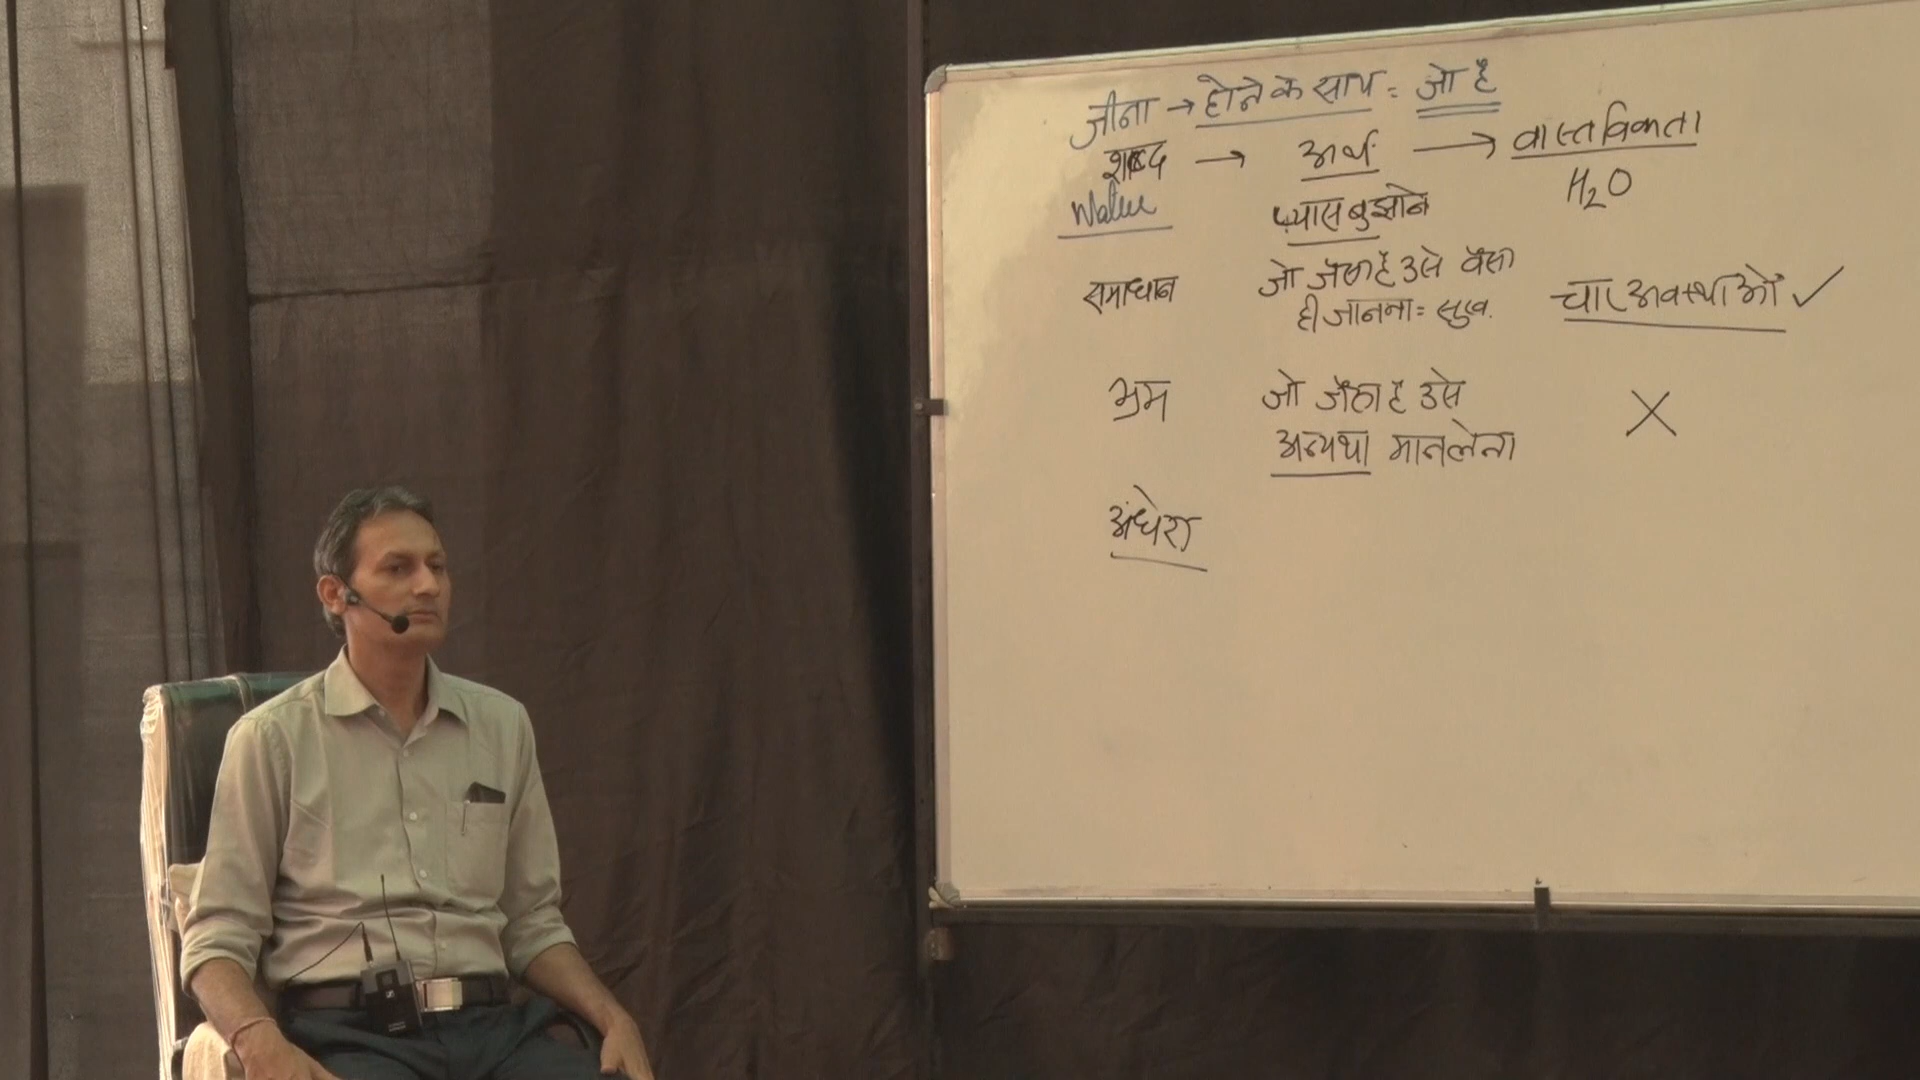 जीना → होने के साथ = जो है
शब्द → अर्थ → वास्तविकता
Water प्यास बुझाने H₂O
समाधान जो जैसा है उसे वैसा ही जानना = सुख. चार अवस्थाओं ✓
भ्रम जो जैसा है उसे अन्यथा मानलेना ✗
अंधेरा